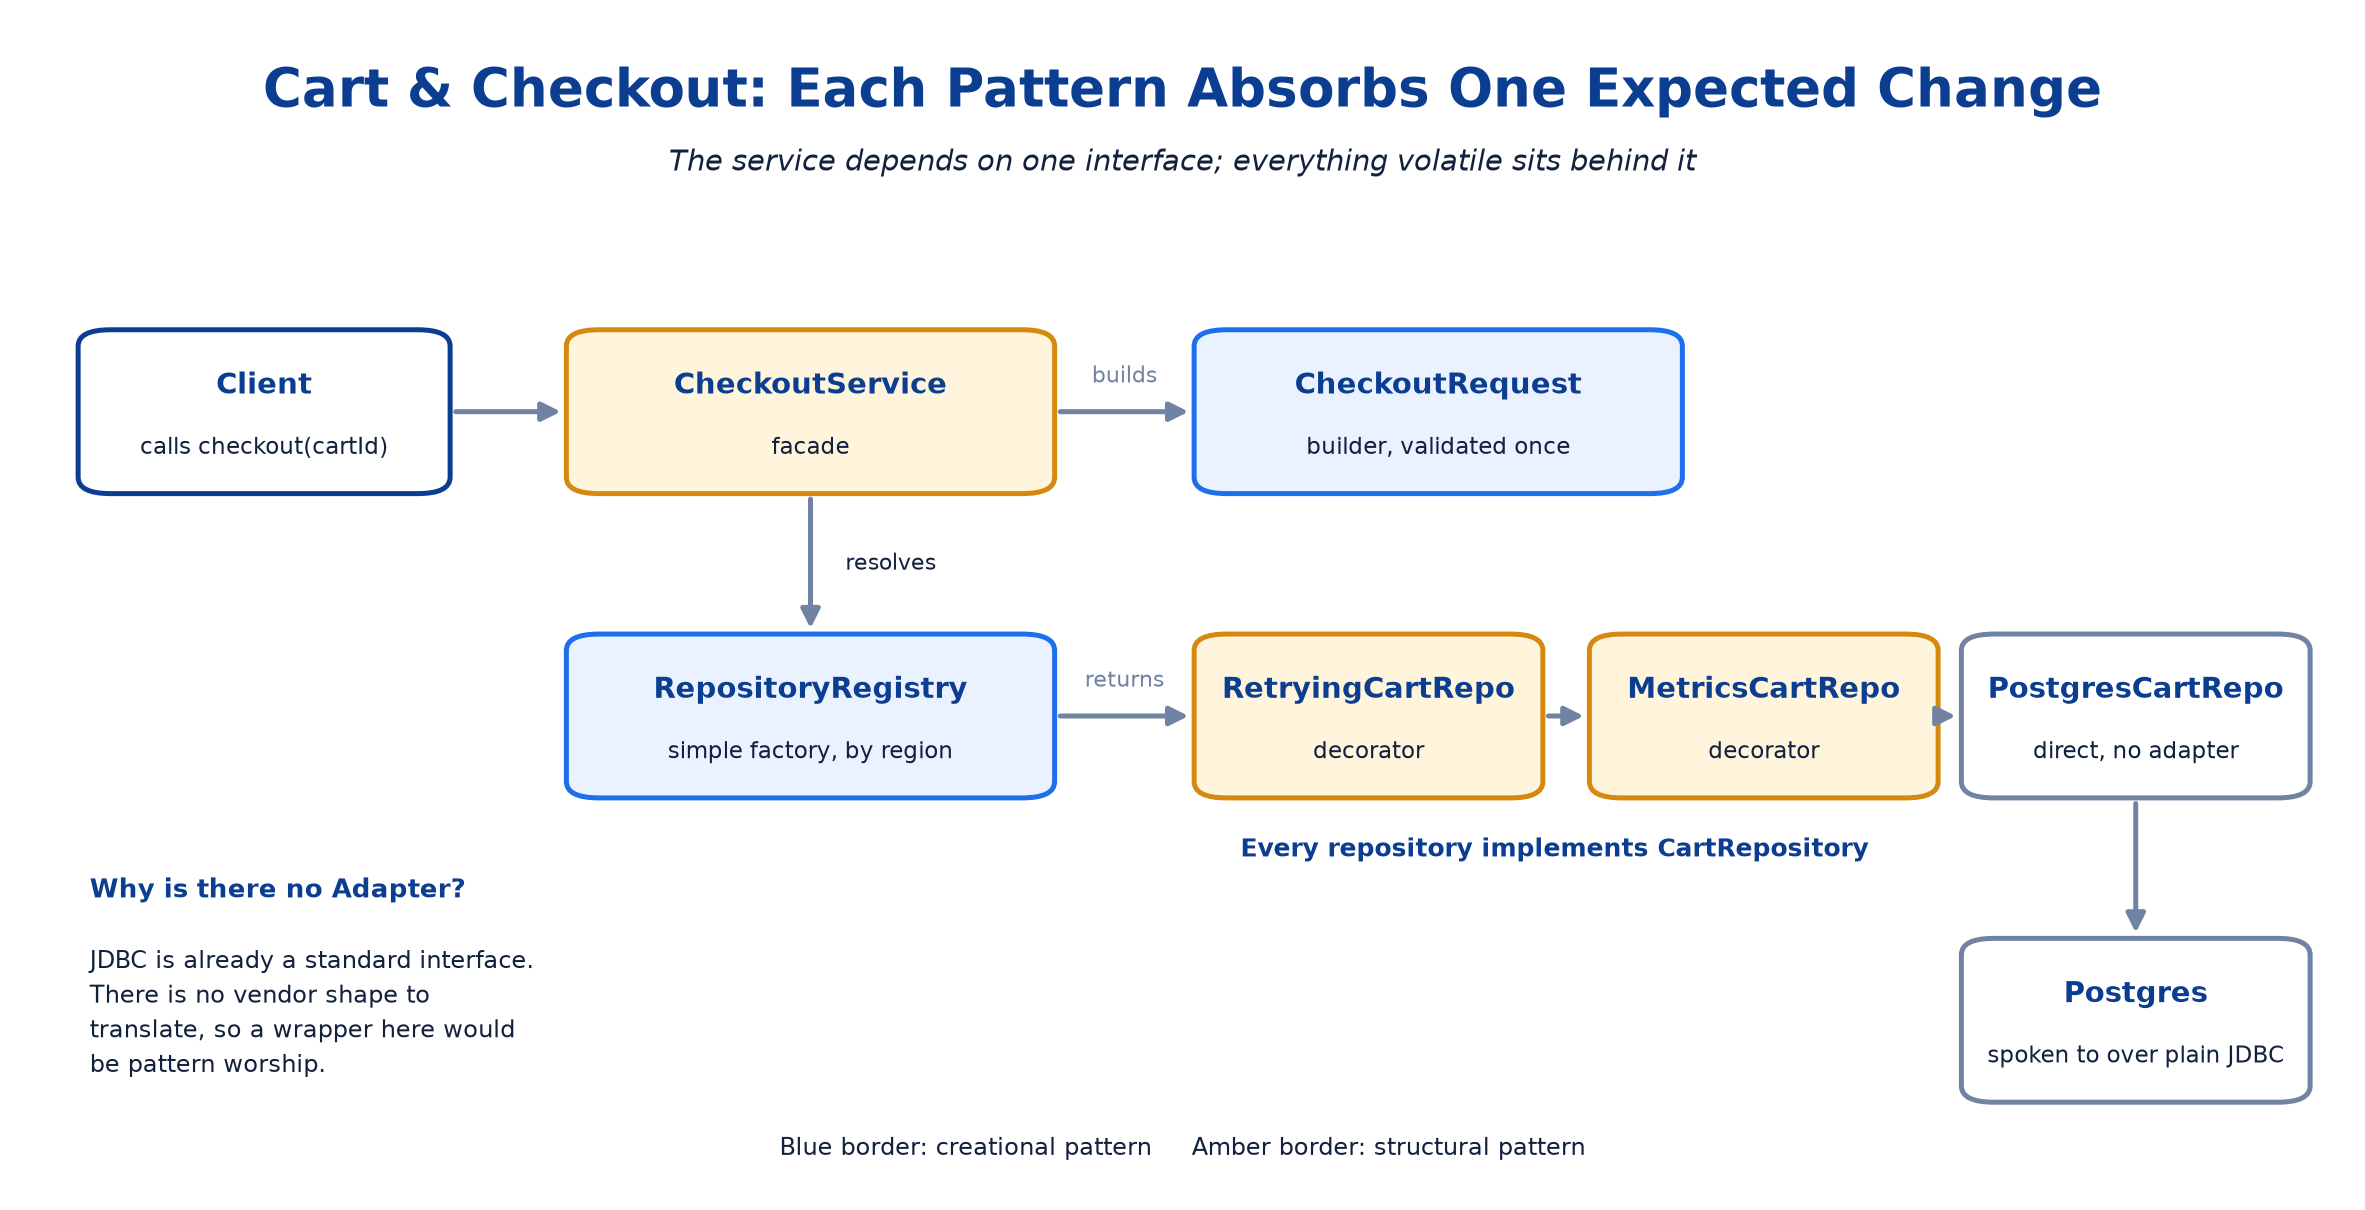 Cart & Checkout: Each Pattern Absorbs One Expected Change
The service depends on one interface; everything volatile sits behind it
Client
calls checkout(cartId)
CheckoutService
facade
builds
CheckoutRequest
builder, validated once
resolves
RepositoryRegistry
simple factory, by region
returns
RetryingCartRepo
decorator
MetricsCartRepo
decorator
PostgresCartRepo
direct, no adapter
Every repository implements CartRepository
Why is there no Adapter?
JDBC is already a standard interface.
There is no vendor shape to
translate, so a wrapper here would
be pattern worship.
Postgres
spoken to over plain JDBC
Blue border: creational pattern Amber border: structural pattern